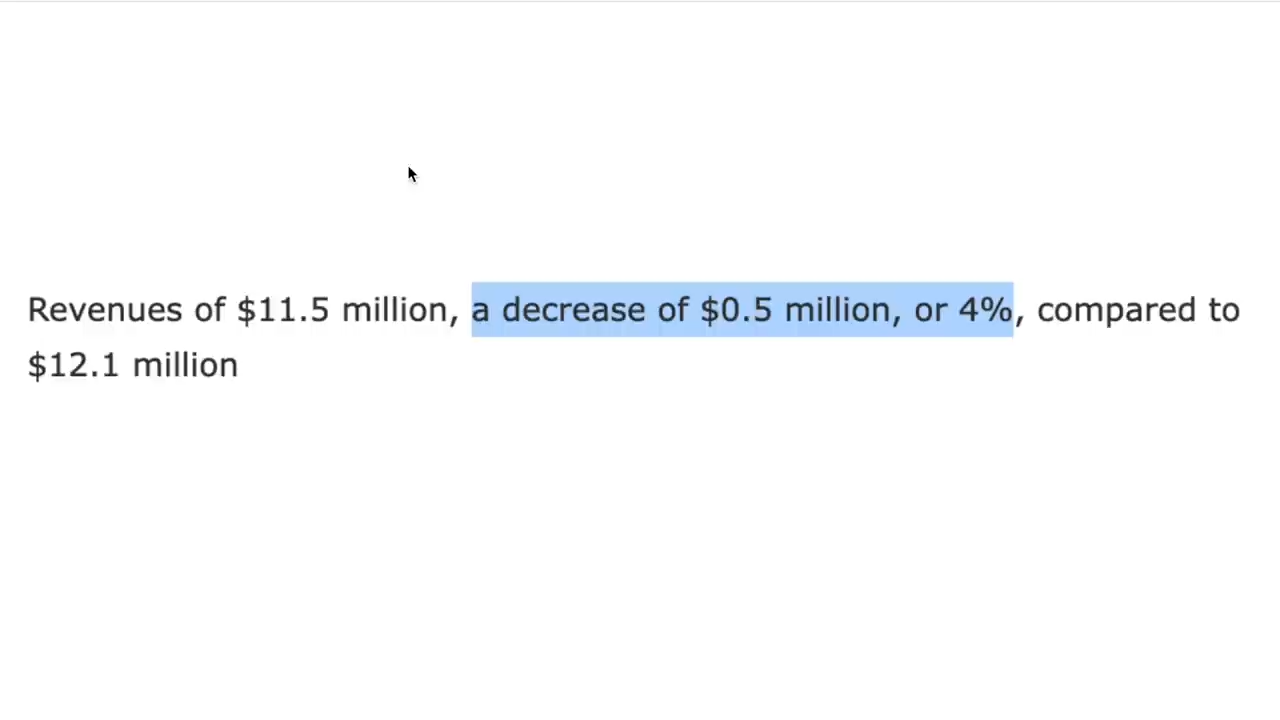 Revenues of $11.5 million, a decrease of $0.5 million, or 4%, compared to
$12.1 million